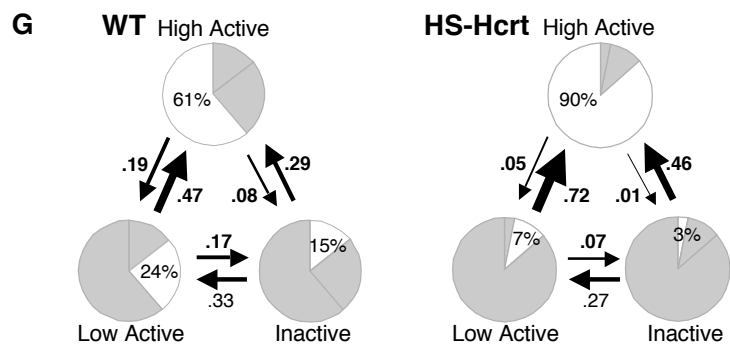 G WT High Active HS-Hcrt High Active
61% 90%
.19 .29 .05 .46
.47 .08 .72 .01
.17 .07
24% 15% 7% 3%
.33 .27
Low Active Inactive Low Active Inactive